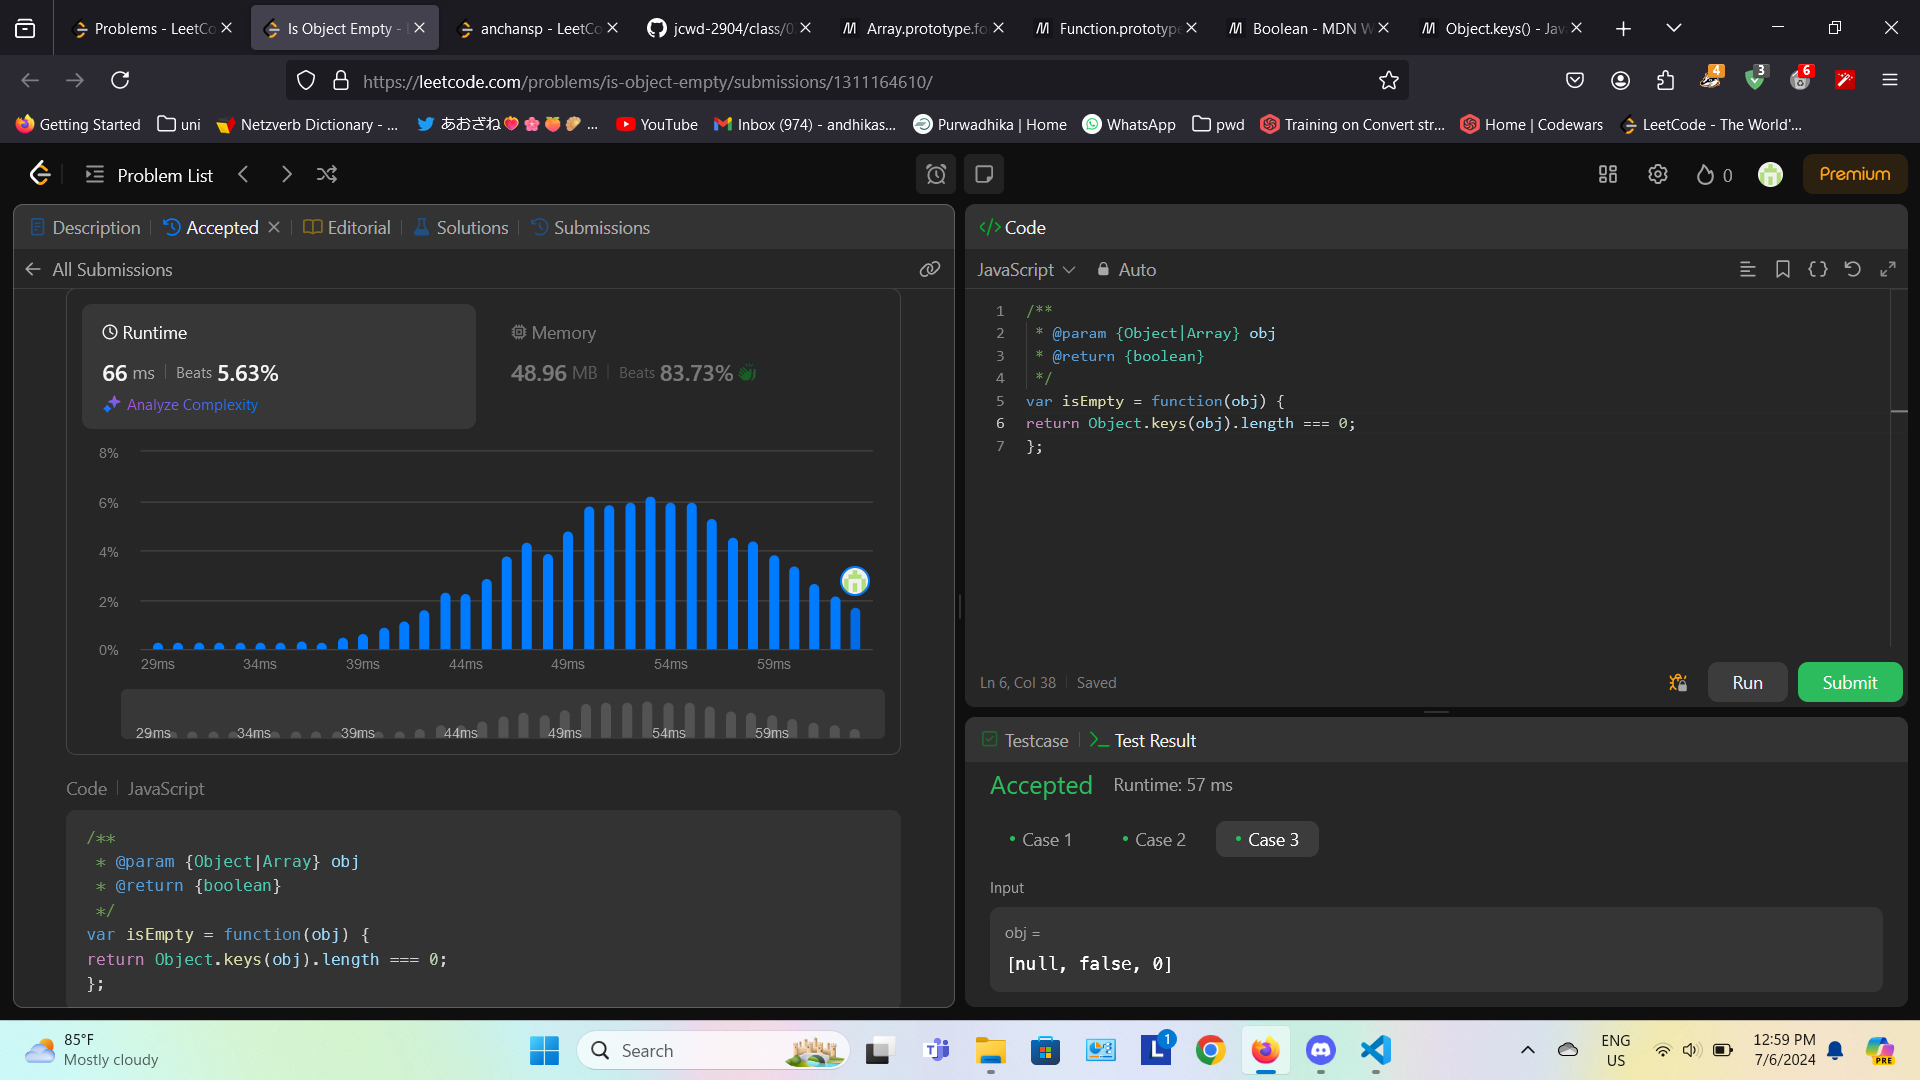 Problems - LeetCo
Is Object Empty -
anchansp - LeetCo
jcwd-2904/class/0
Array.prototype.fo
Function.prototype
Boolean - MDN W
Object.keys() - Jav
https://leetcode.com/problems/is-object-empty/submissions/1311164610/
4
3
6
Getting Started
uni
Netzverb Dictionary - ...
あおざね
...
YouTube
Inbox (974) - andhikas...
Purwadhika | Home
WhatsApp
pwd
Training on Convert str...
Home | Codewars
LeetCode - The World'...
Problem List
0
Premium
Description
Accepted
Editorial
Solutions
Submissions
All Submissions
Runtime
66 ms
Beats 5.63%
Analyze Complexity
Memory
48.96 MB
Beats 83.73%
8%
6%
4%
2%
0%
29ms 34ms 39ms 44ms 49ms 54ms 59ms
29ms 34ms 39ms 44ms 49ms 54ms 59ms
Code
JavaScript
/**
* @param {Object|Array} obj
* @return {boolean}
*/
var isEmpty = function(obj) {
return Object.keys(obj).length === 0;
};
</> Code
JavaScript
Auto
1 /**
2 * @param {Object|Array} obj
3 * @return {boolean}
4 */
5 var isEmpty = function(obj) {
6 return Object.keys(obj).length === 0;
7 };
Ln 6, Col 38
Saved
Run
Submit
Testcase
Test Result
Accepted
Runtime: 57 ms
• Case 1
• Case 2
• Case 3
Input
obj =
[null, false, 0]
85°F
Mostly cloudy
Search
1
ENG
US
12:59 PM
7/6/2024
PRE